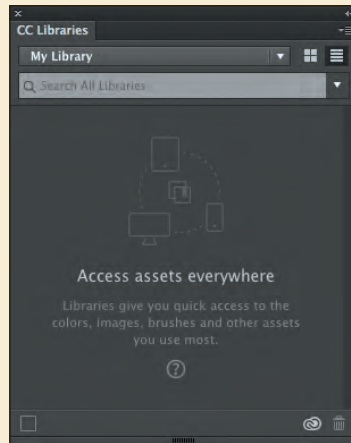 CC Libraries
My Library
Search All Libraries
Access assets everywhere
Libraries give you quick access to the
colors, images, brushes and other assets
you use most.
?